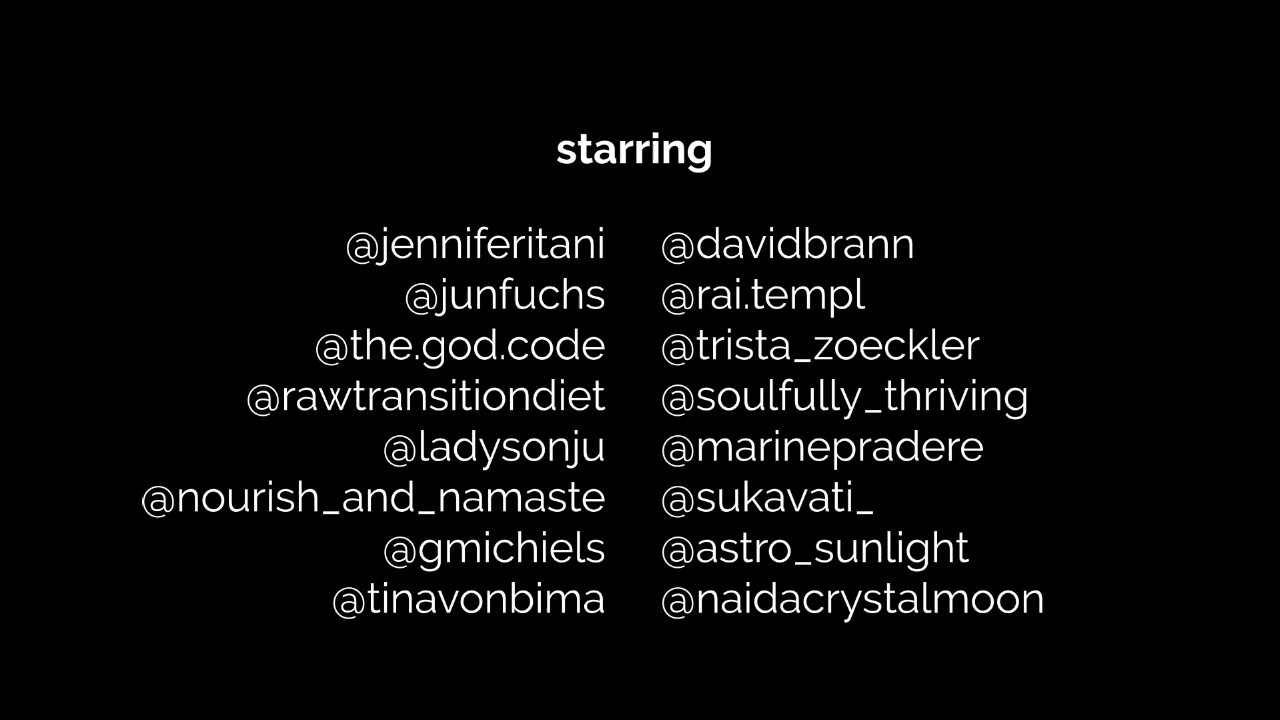 starring
@jenniferitani @davidbrann
@junfuchs @rai.templ
@the.god.code @trista_zoeckler
@rawtransitiondiet @soulfully_thriving
@ladysonju @marinepradere
@nourish_and_namaste @sukavati_
@gmichiels @astro_sunlight
@tinavonbima @naidacrystalmoon